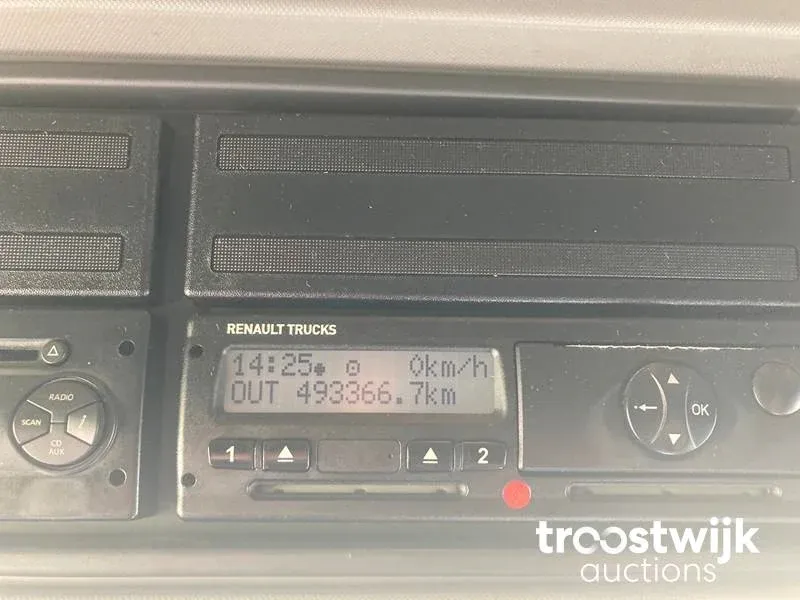 RENAULT TRUCKS
14:25 0km/h
OUT 493366.7km
RADIO
SCAN i
CD
AUX
1 2
OK
troostwijk
auctions